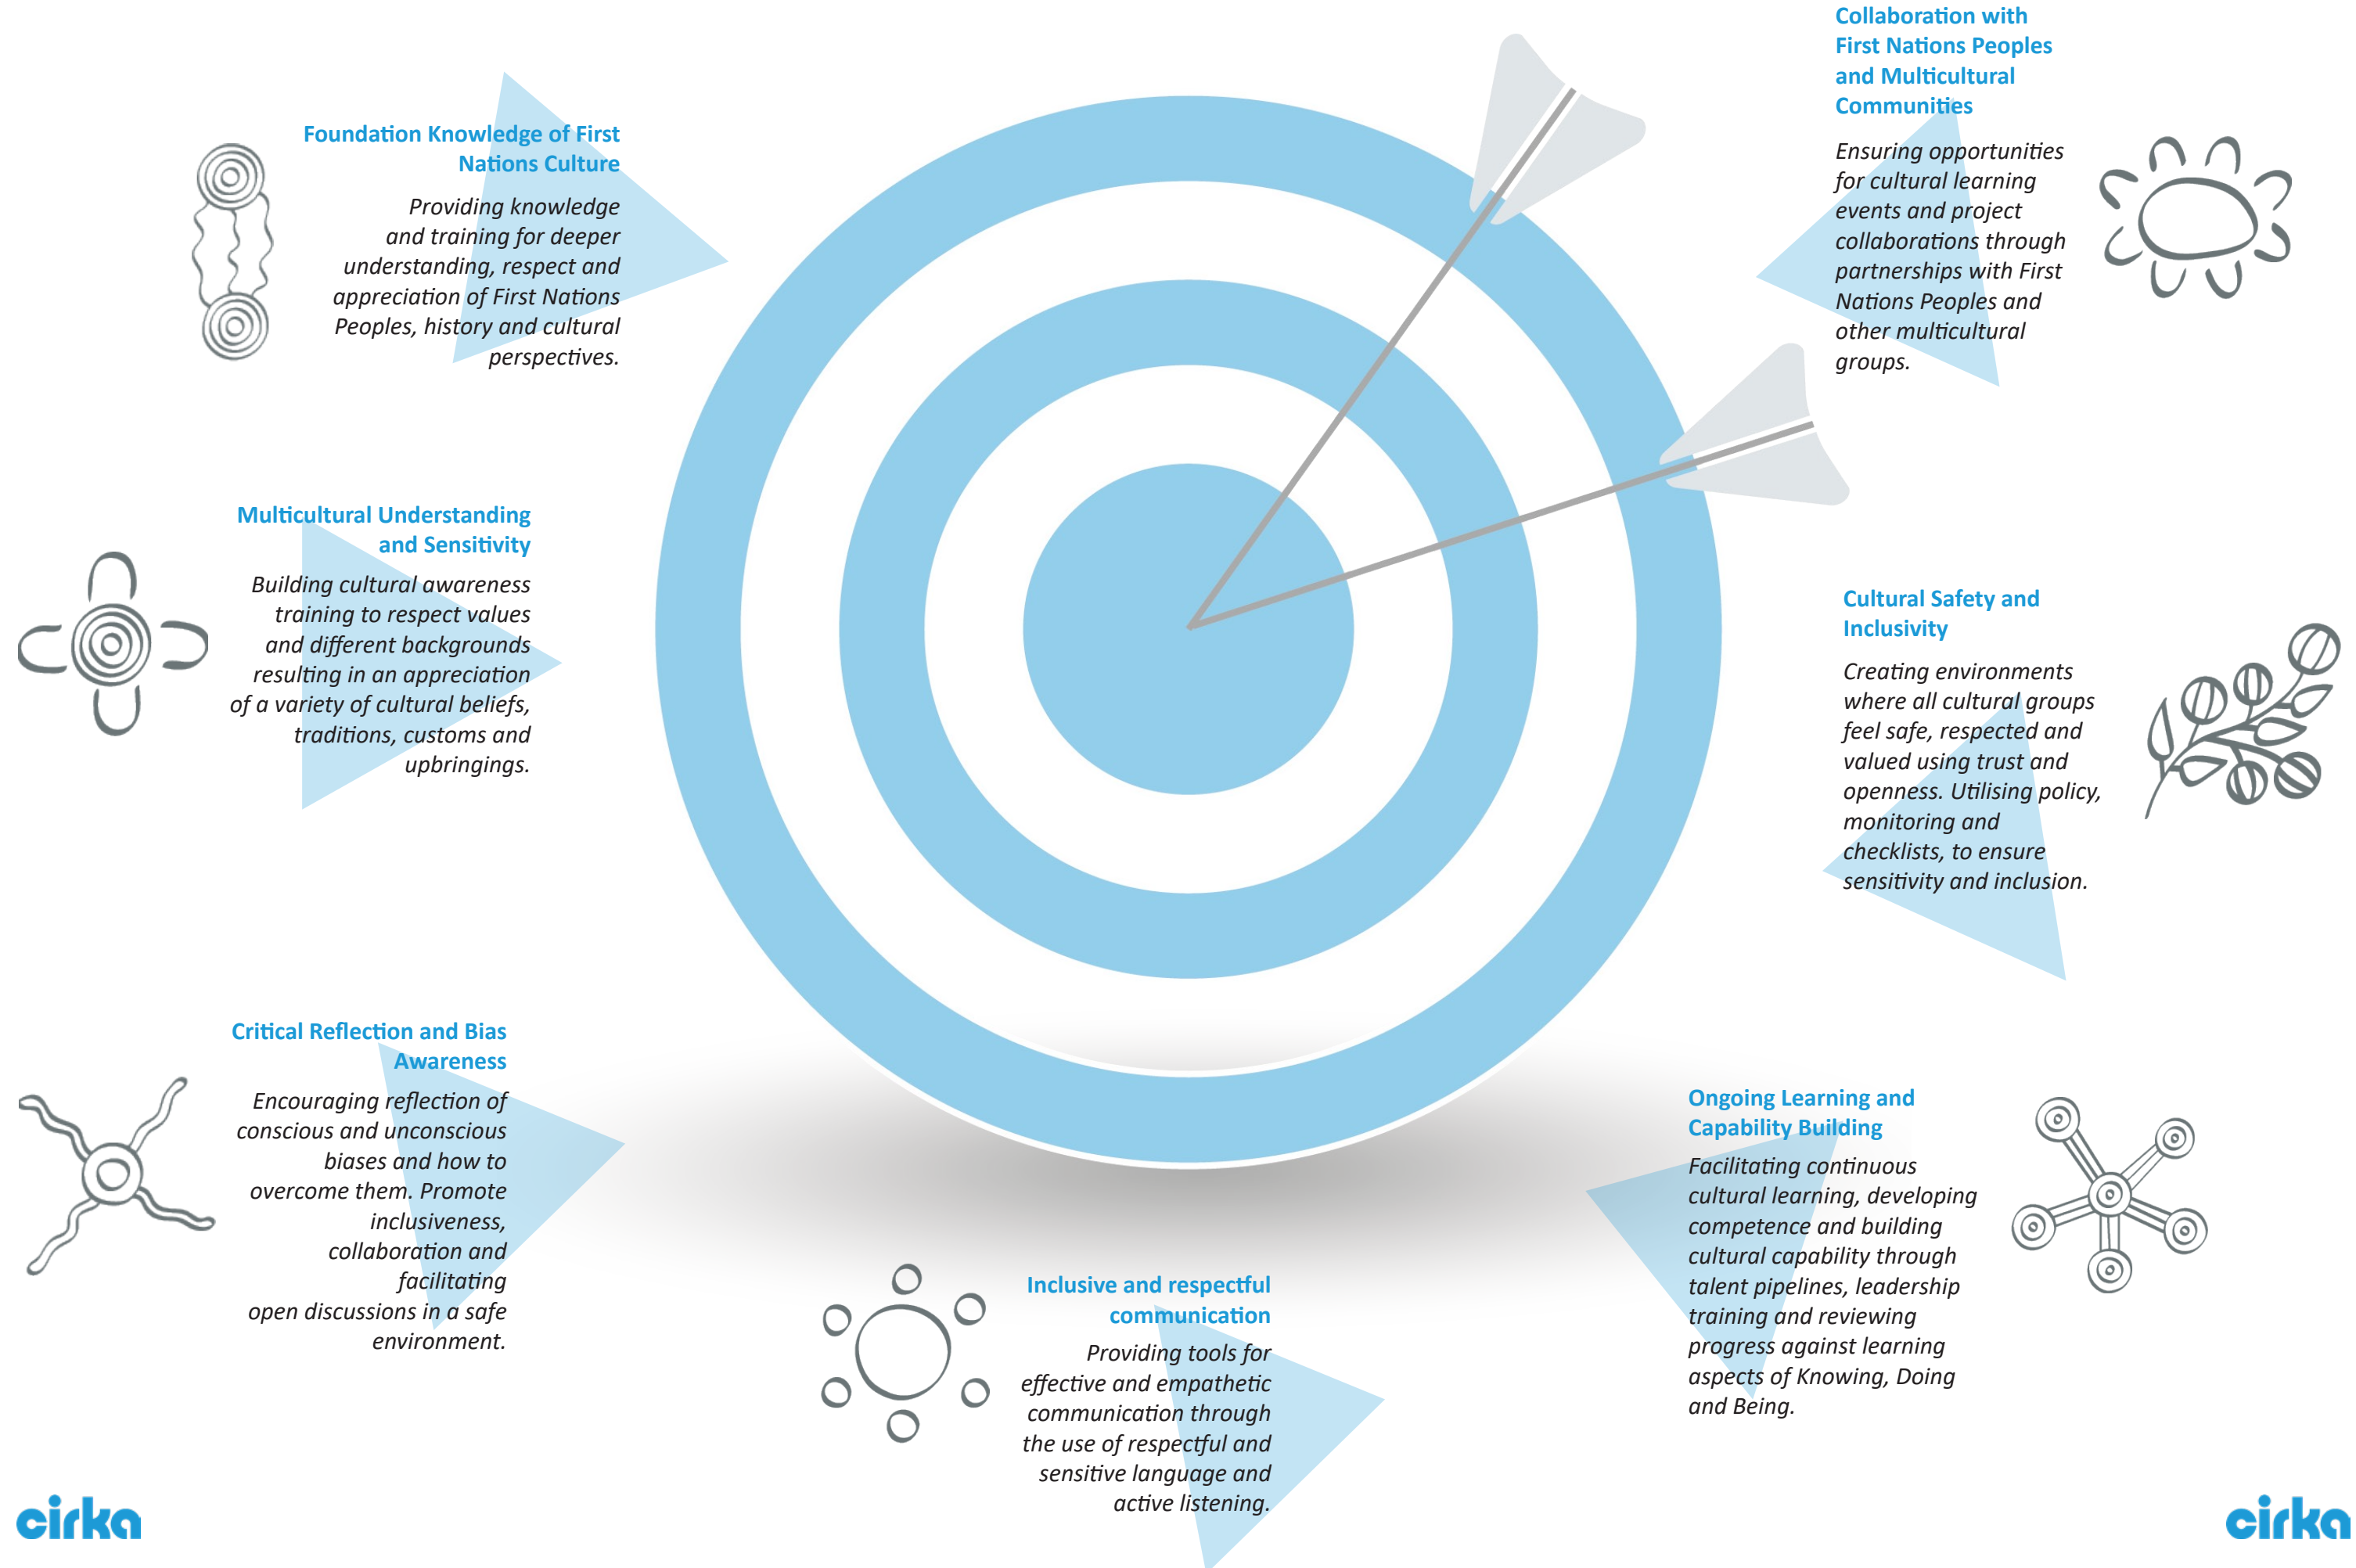 Foundation Knowledge of First
Nations Culture
Providing knowledge
and training for deeper
understanding, respect and
appreciation of First Nations
Peoples, history and cultural
perspectives.
Multicultural Understanding
and Sensitivity
Building cultural awareness
training to respect values
and different backgrounds
resulting in an appreciation
of a variety of cultural beliefs,
traditions, customs and
upbringings.
Critical Reflection and Bias
Awareness
Encouraging reflection of
conscious and unconscious
biases and how to
overcome them. Promote
inclusiveness,
collaboration and
facilitating
open discussions in a safe
environment.
Inclusive and respectful
communication
Providing tools for
effective and empathetic
communication through
the use of respectful and
sensitive language and
active listening.
Collaboration with
First Nations Peoples
and Multicultural
Communities
Ensuring opportunities
for cultural learning
events and project
collaborations through
partnerships with First
Nations Peoples and
other multicultural
groups.
Cultural Safety and
Inclusivity
Creating environments
where all cultural groups
feel safe, respected and
valued using trust and
openness. Utilising policy,
monitoring and
checklists, to ensure
sensitivity and inclusion.
Ongoing Learning and
Capability Building
Facilitating continuous
cultural learning, developing
competence and building
cultural capability through
talent pipelines, leadership
training and reviewing
progress against learning
aspects of Knowing, Doing
and Being.
cirka
cirka